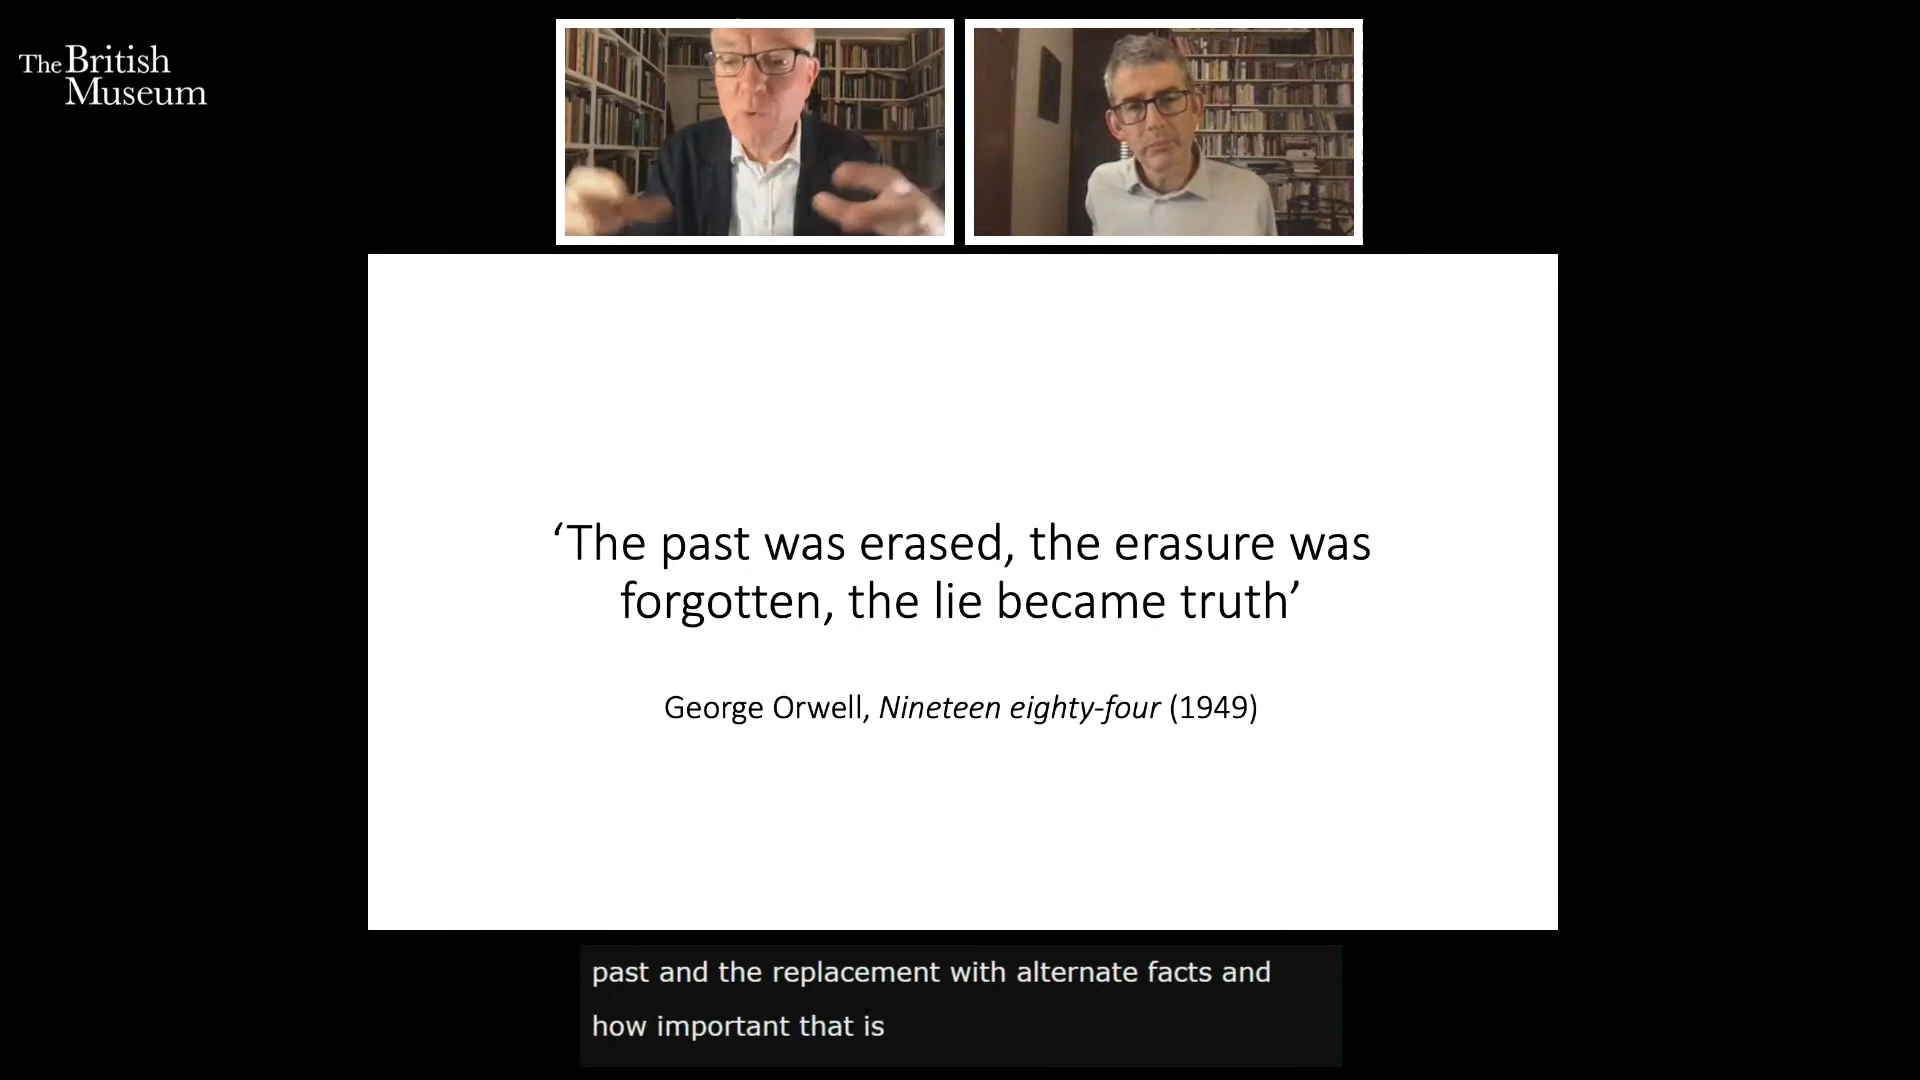 The British
Museum
‘The past was erased, the erasure was
forgotten, the lie became truth’
George Orwell, Nineteen eighty-four (1949)
past and the replacement with alternate facts and
how important that is